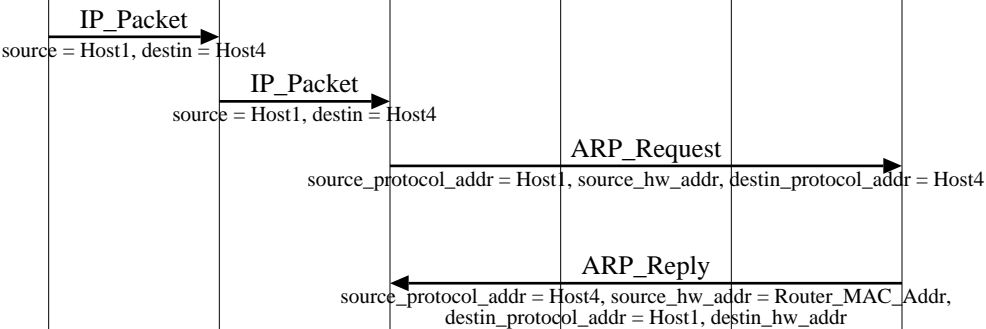 IP_Packet
source = Host1, destin = Host4
IP_Packet
source = Host1, destin = Host4
ARP_Request
source_protocol_addr = Host1, source_hw_addr, destin_protocol_addr = Host4
ARP_Reply
source_protocol_addr = Host4, source_hw_addr = Router_MAC_Addr,
destin_protocol_addr = Host1, destin_hw_addr